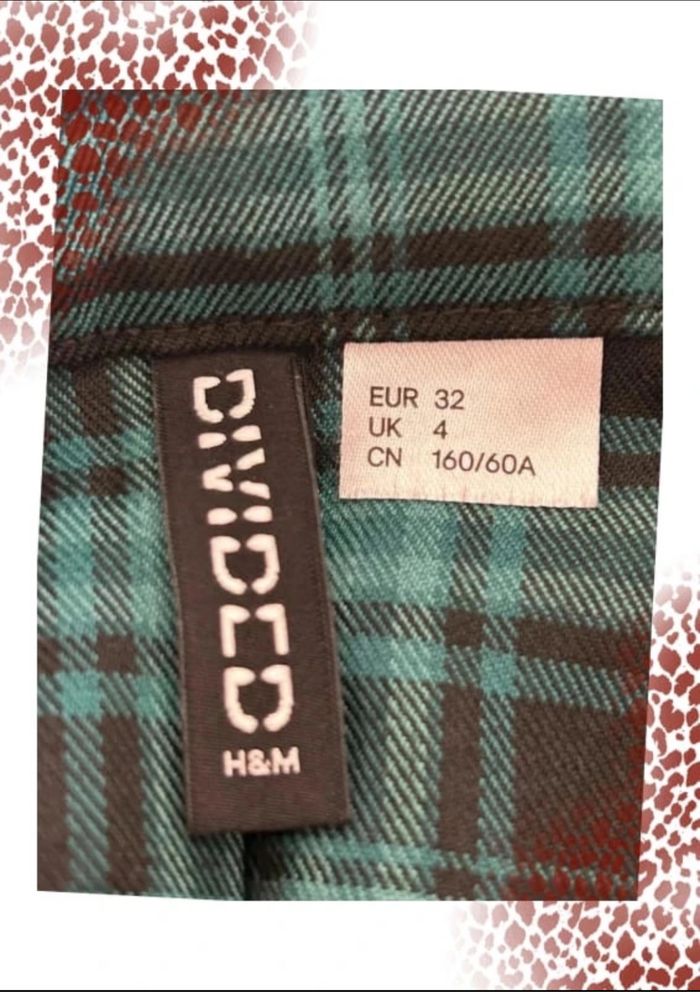 DIVIDED
H&M
EUR 32
UK 4
CN 160/60A